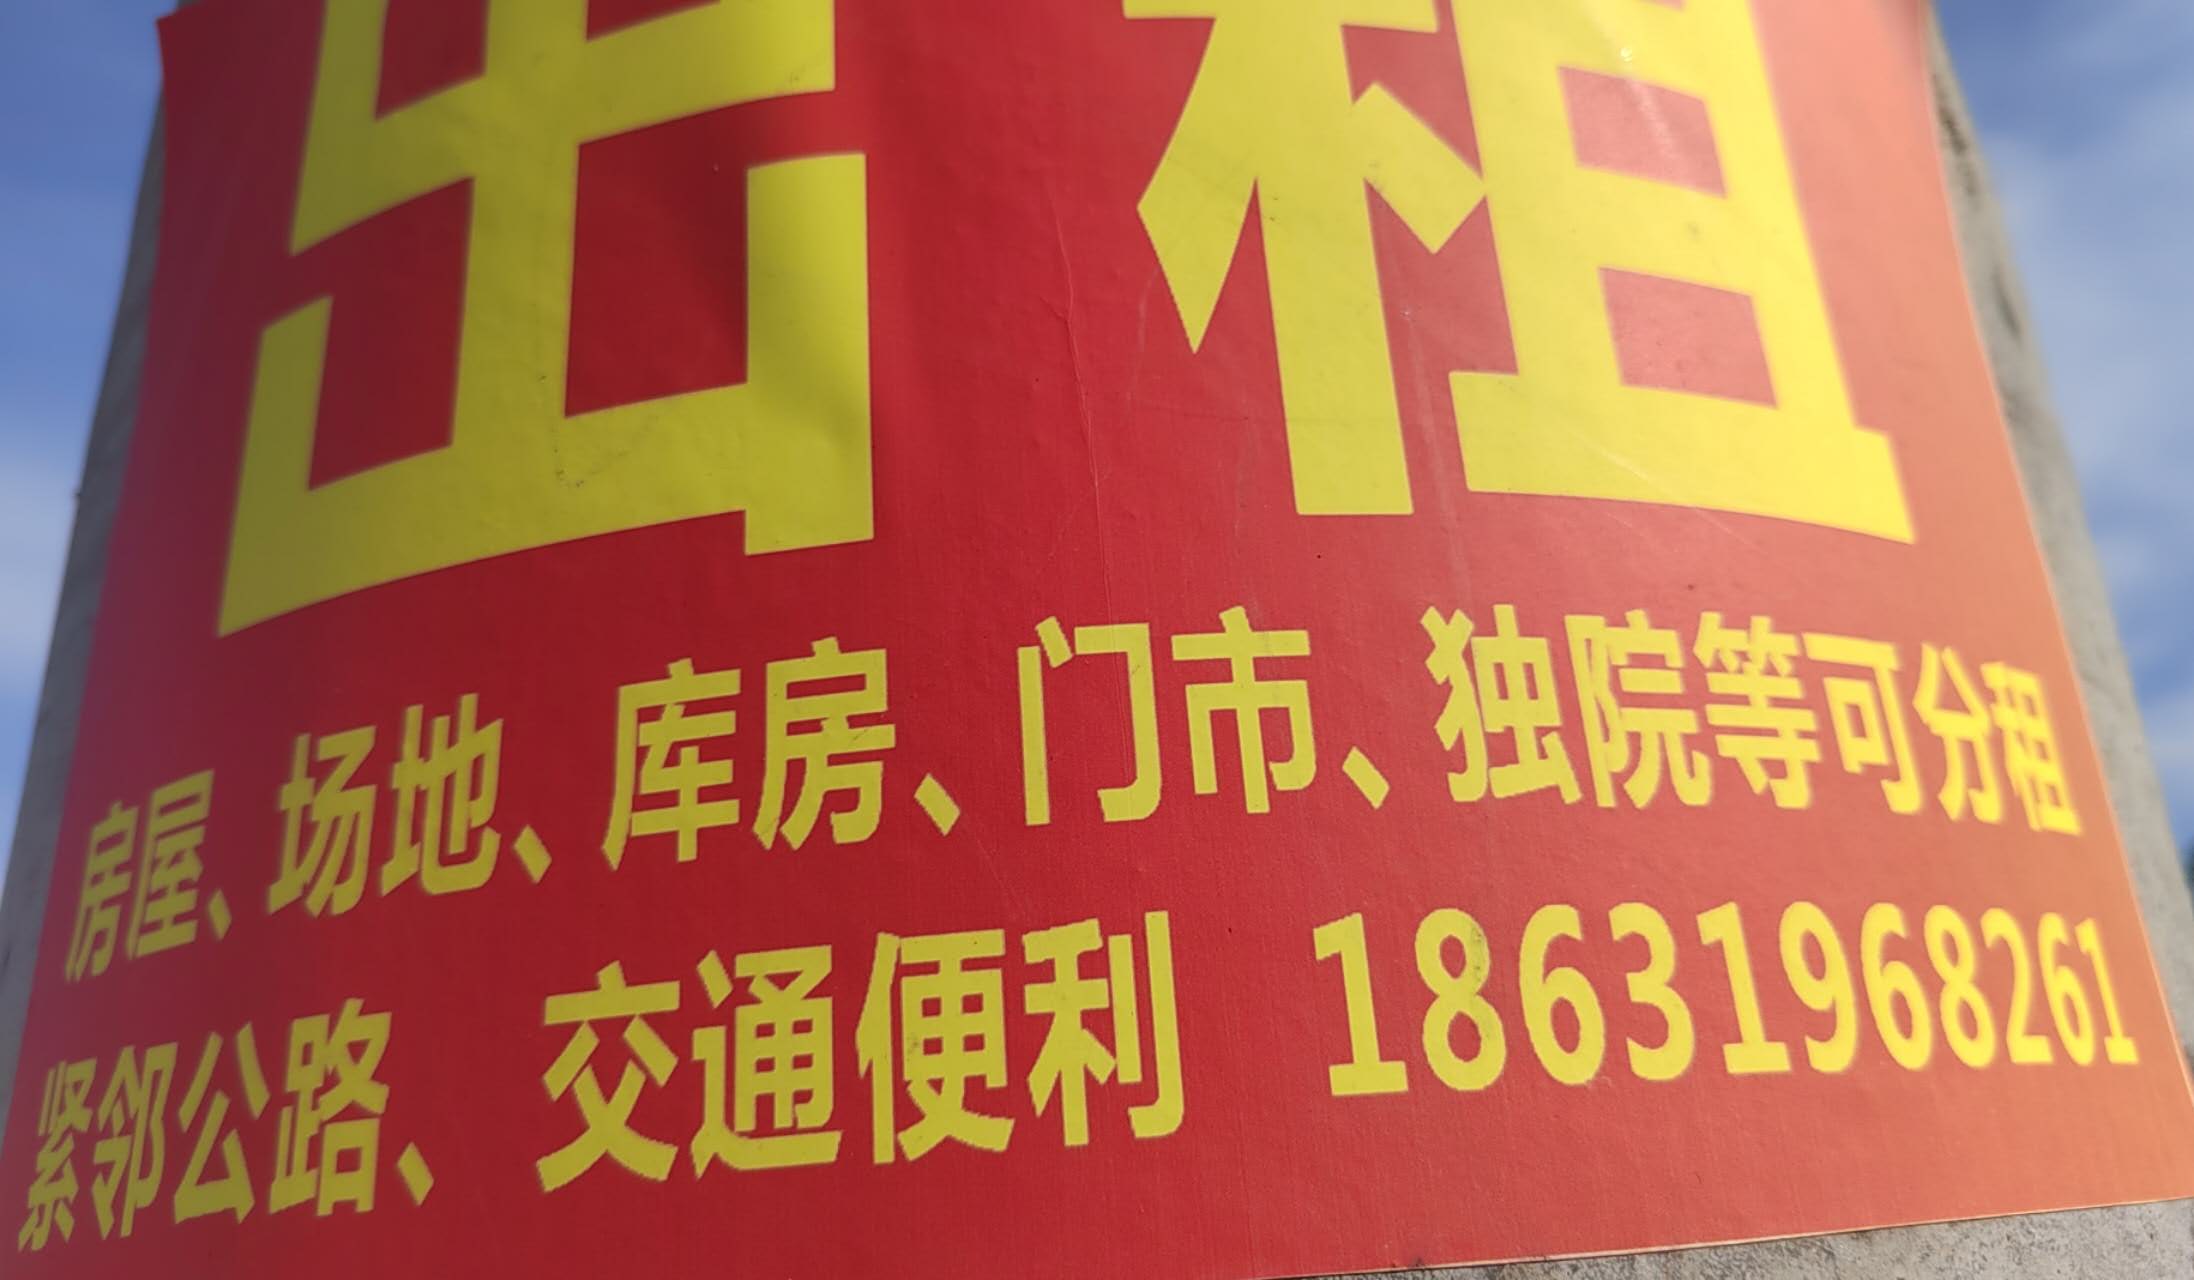 出租
房屋、场地、库房、门市、独院等可分租
紧邻公路、交通便利 18631968261